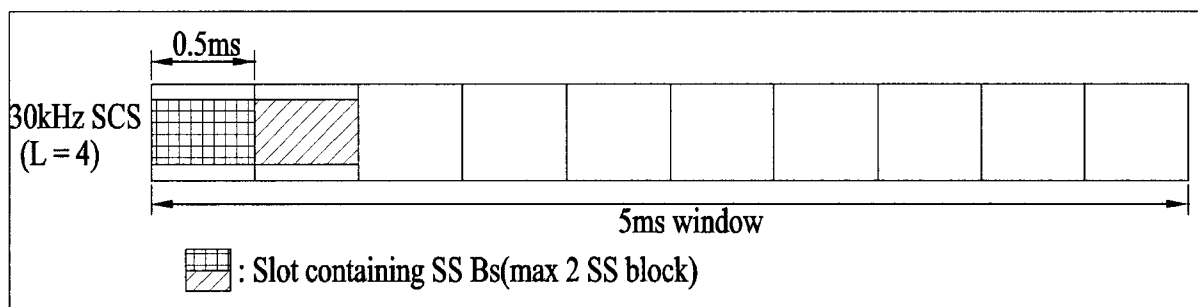 0.5ms
30kHz SCS
(L = 4)
5ms window
: Slot containing SS Bs(max 2 SS block)